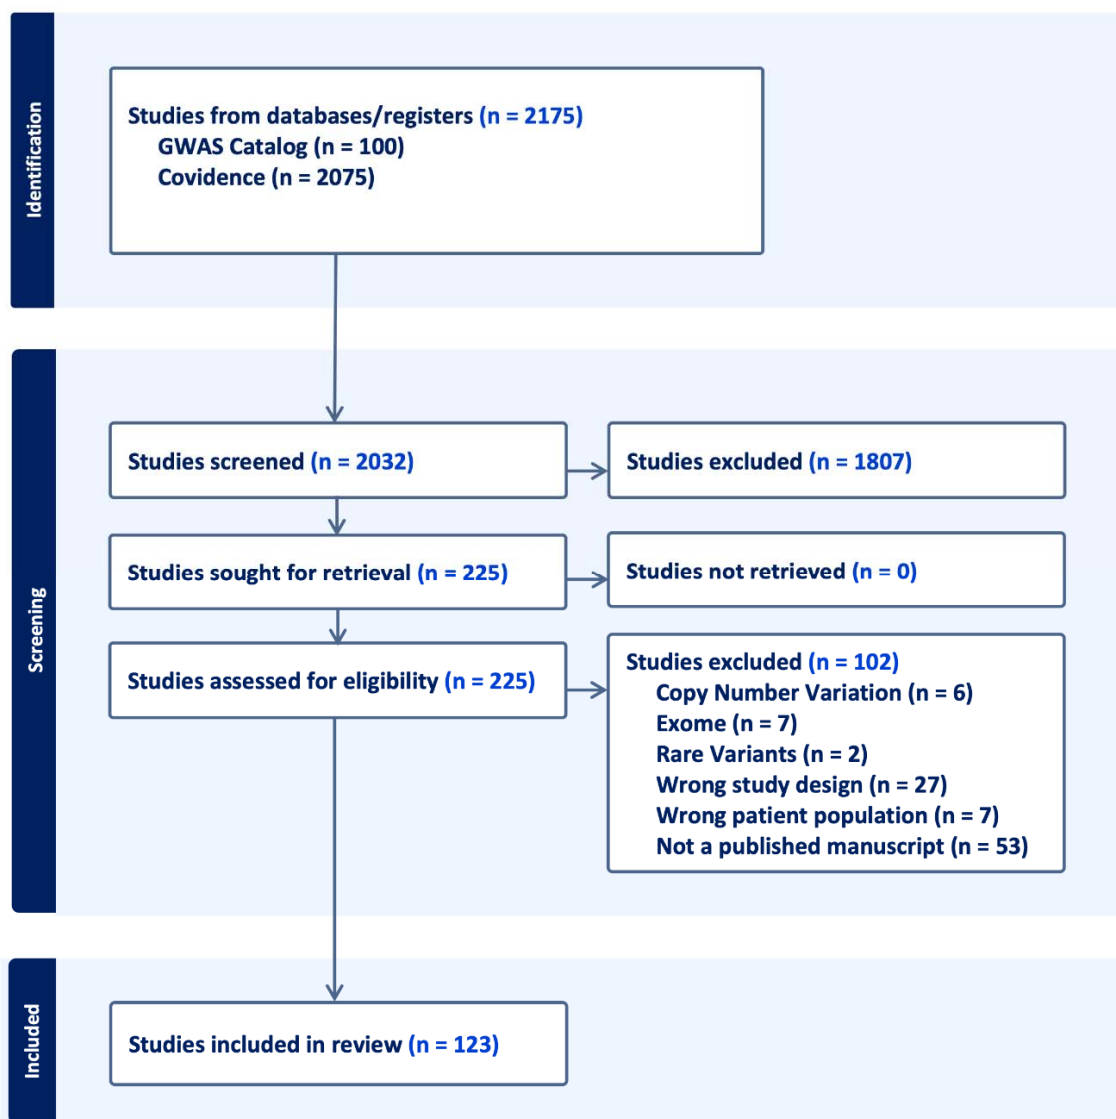 Identification
Studies from databases/registers (n = 2175)
GWAS Catalog (n = 100)
Covidence (n = 2075)
Screening
Studies screened (n = 2032)
Studies excluded (n = 1807)
Studies sought for retrieval (n = 225)
Studies not retrieved (n = 0)
Studies assessed for eligibility (n = 225)
Studies excluded (n = 102)
Copy Number Variation (n = 6)
Exome (n = 7)
Rare Variants (n = 2)
Wrong study design (n = 27)
Wrong patient population (n = 7)
Not a published manuscript (n = 53)
Included
Studies included in review (n = 123)